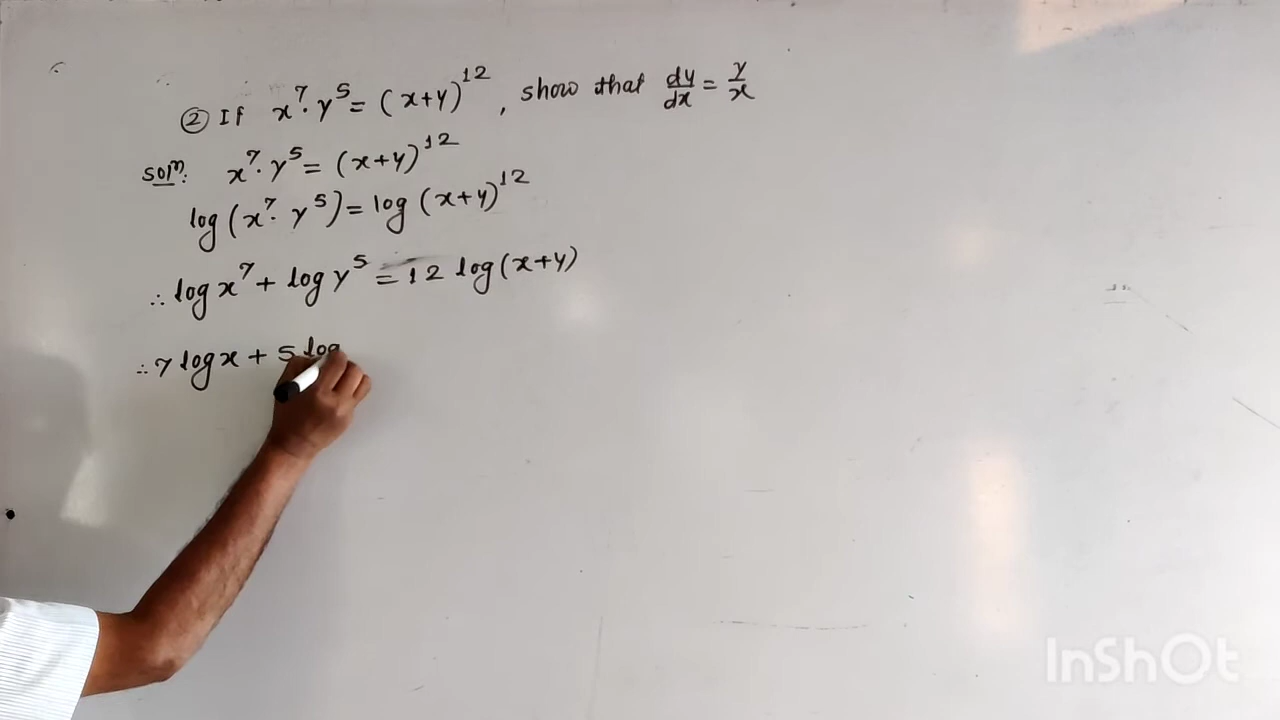 ② If x⁷·y⁵ = (x+y)¹², show that dy/dx = y/x
Solⁿ: x⁷·y⁵ = (x+y)¹²
log(x⁷·y⁵) = log(x+y)¹²
∴ log x⁷ + log y⁵ = 12 log(x+y)
∴ 7 log x + 5 log
InShOt